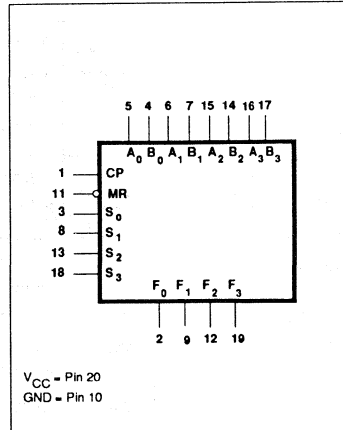 5 4 6 7 15 14 16 17
A0 B0 A1 B1 A2 B2 A3 B3
1 CP
11 MR
3 S0
8 S1
13 S2
18 S3
F0 F1 F2 F3
2 9 12 19
VCC = Pin 20
GND = Pin 10